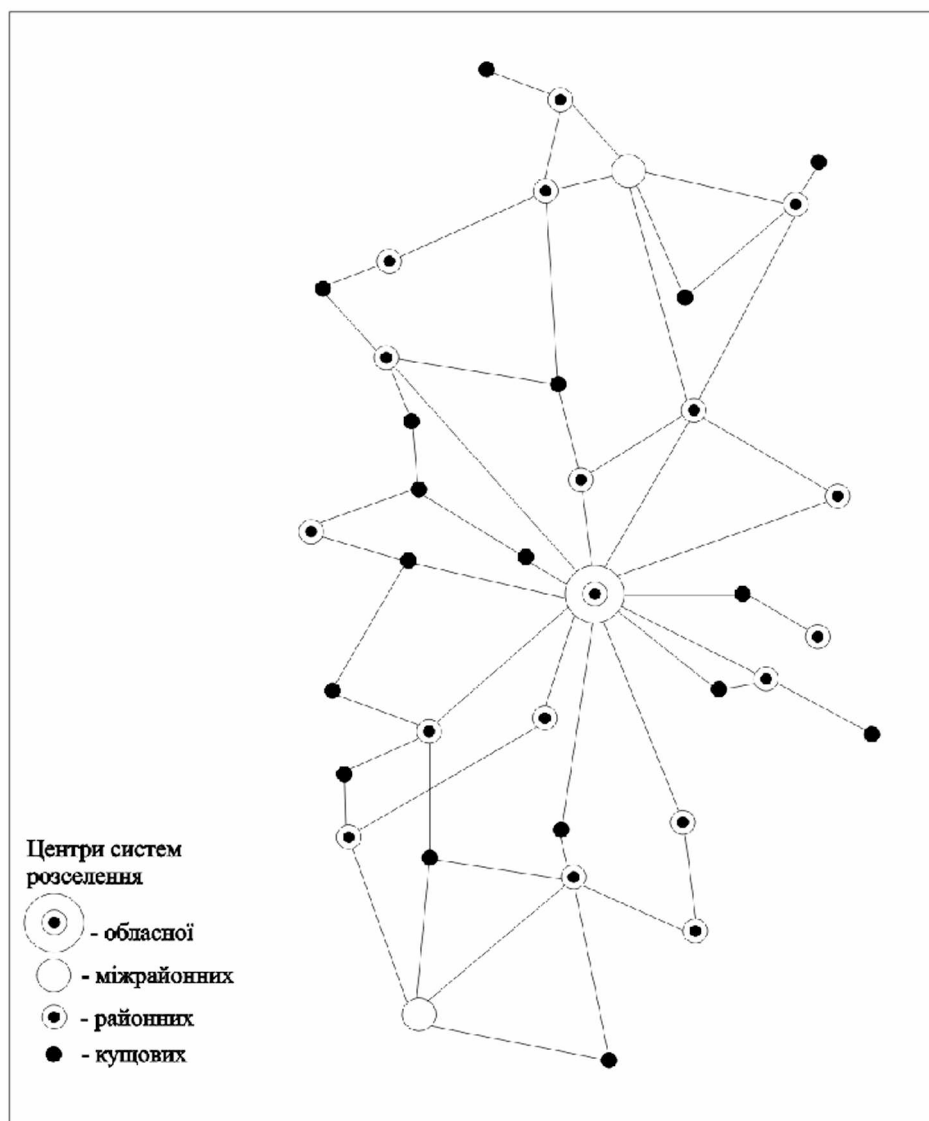 Центри систем
розселення
- обласної
- міжрайонних
- районних
- кущових